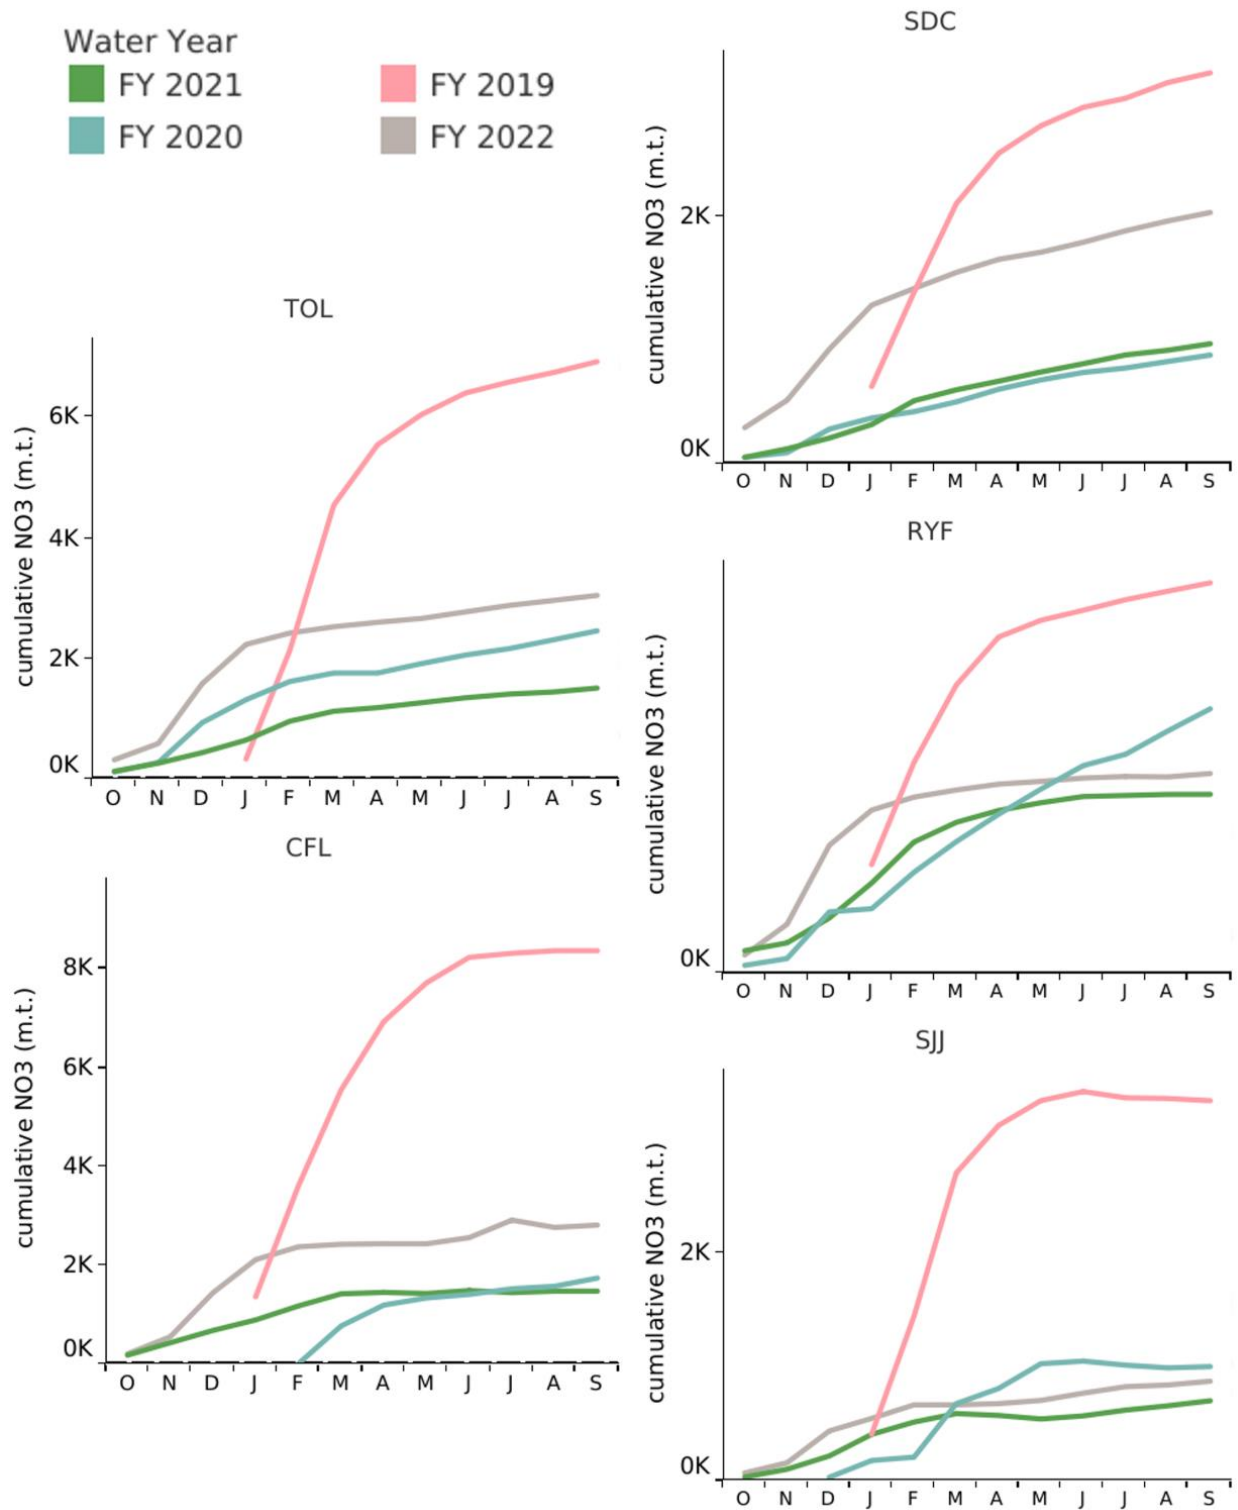 Water Year
FY 2021 FY 2019
FY 2020 FY 2022
TOL
cumulative NO3 (m.t.)
6K
4K
2K
0K
O N D J F M A M J J A S
CFL
cumulative NO3 (m.t.)
8K
6K
4K
2K
0K
O N D J F M A M J J A S
SDC
cumulative NO3 (m.t.)
2K
0K
O N D J F M A M J J A S
RYF
cumulative NO3 (m.t.)
0K
O N D J F M A M J J A S
SJJ
cumulative NO3 (m.t.)
2K
0K
O N D J F M A M J J A S